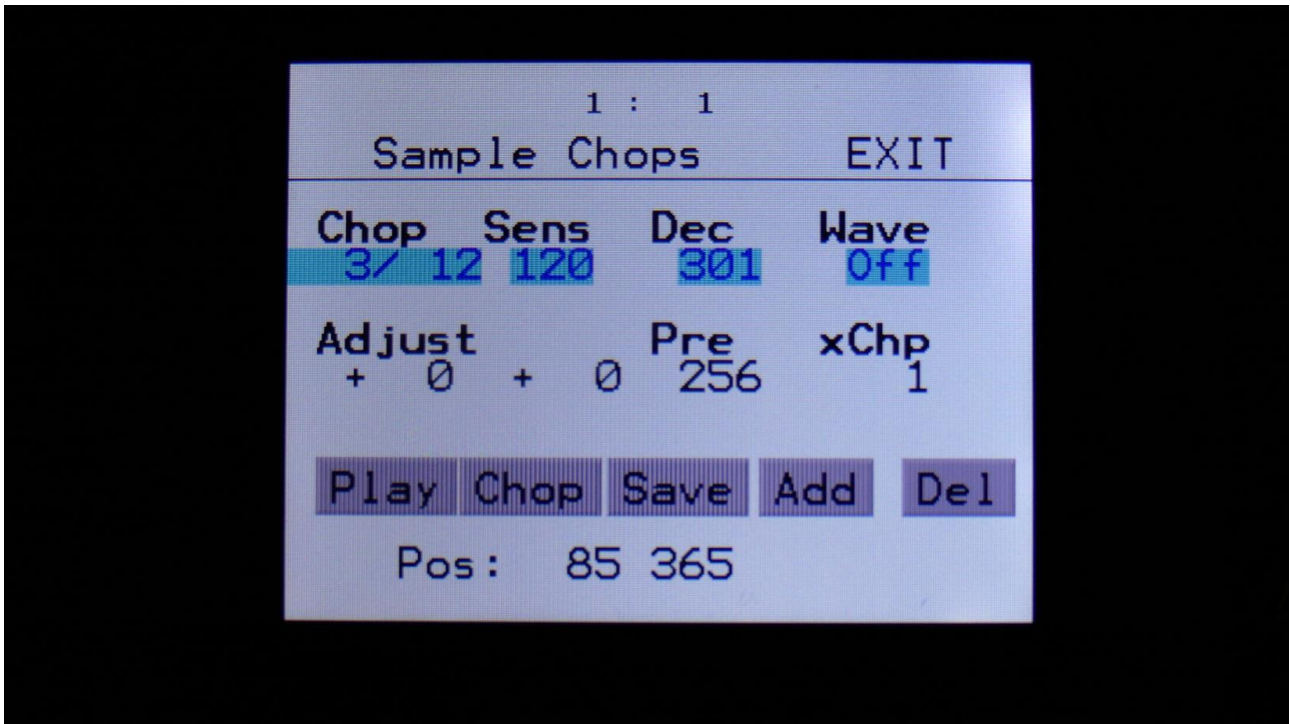 1 : 1
Sample Chops EXIT
Chop Sens Dec Wave
3/ 12 120 301 Off
Adjust Pre xChp
+ 0 + 0 256 1
Play Chop Save Add Del
Pos: 85 365